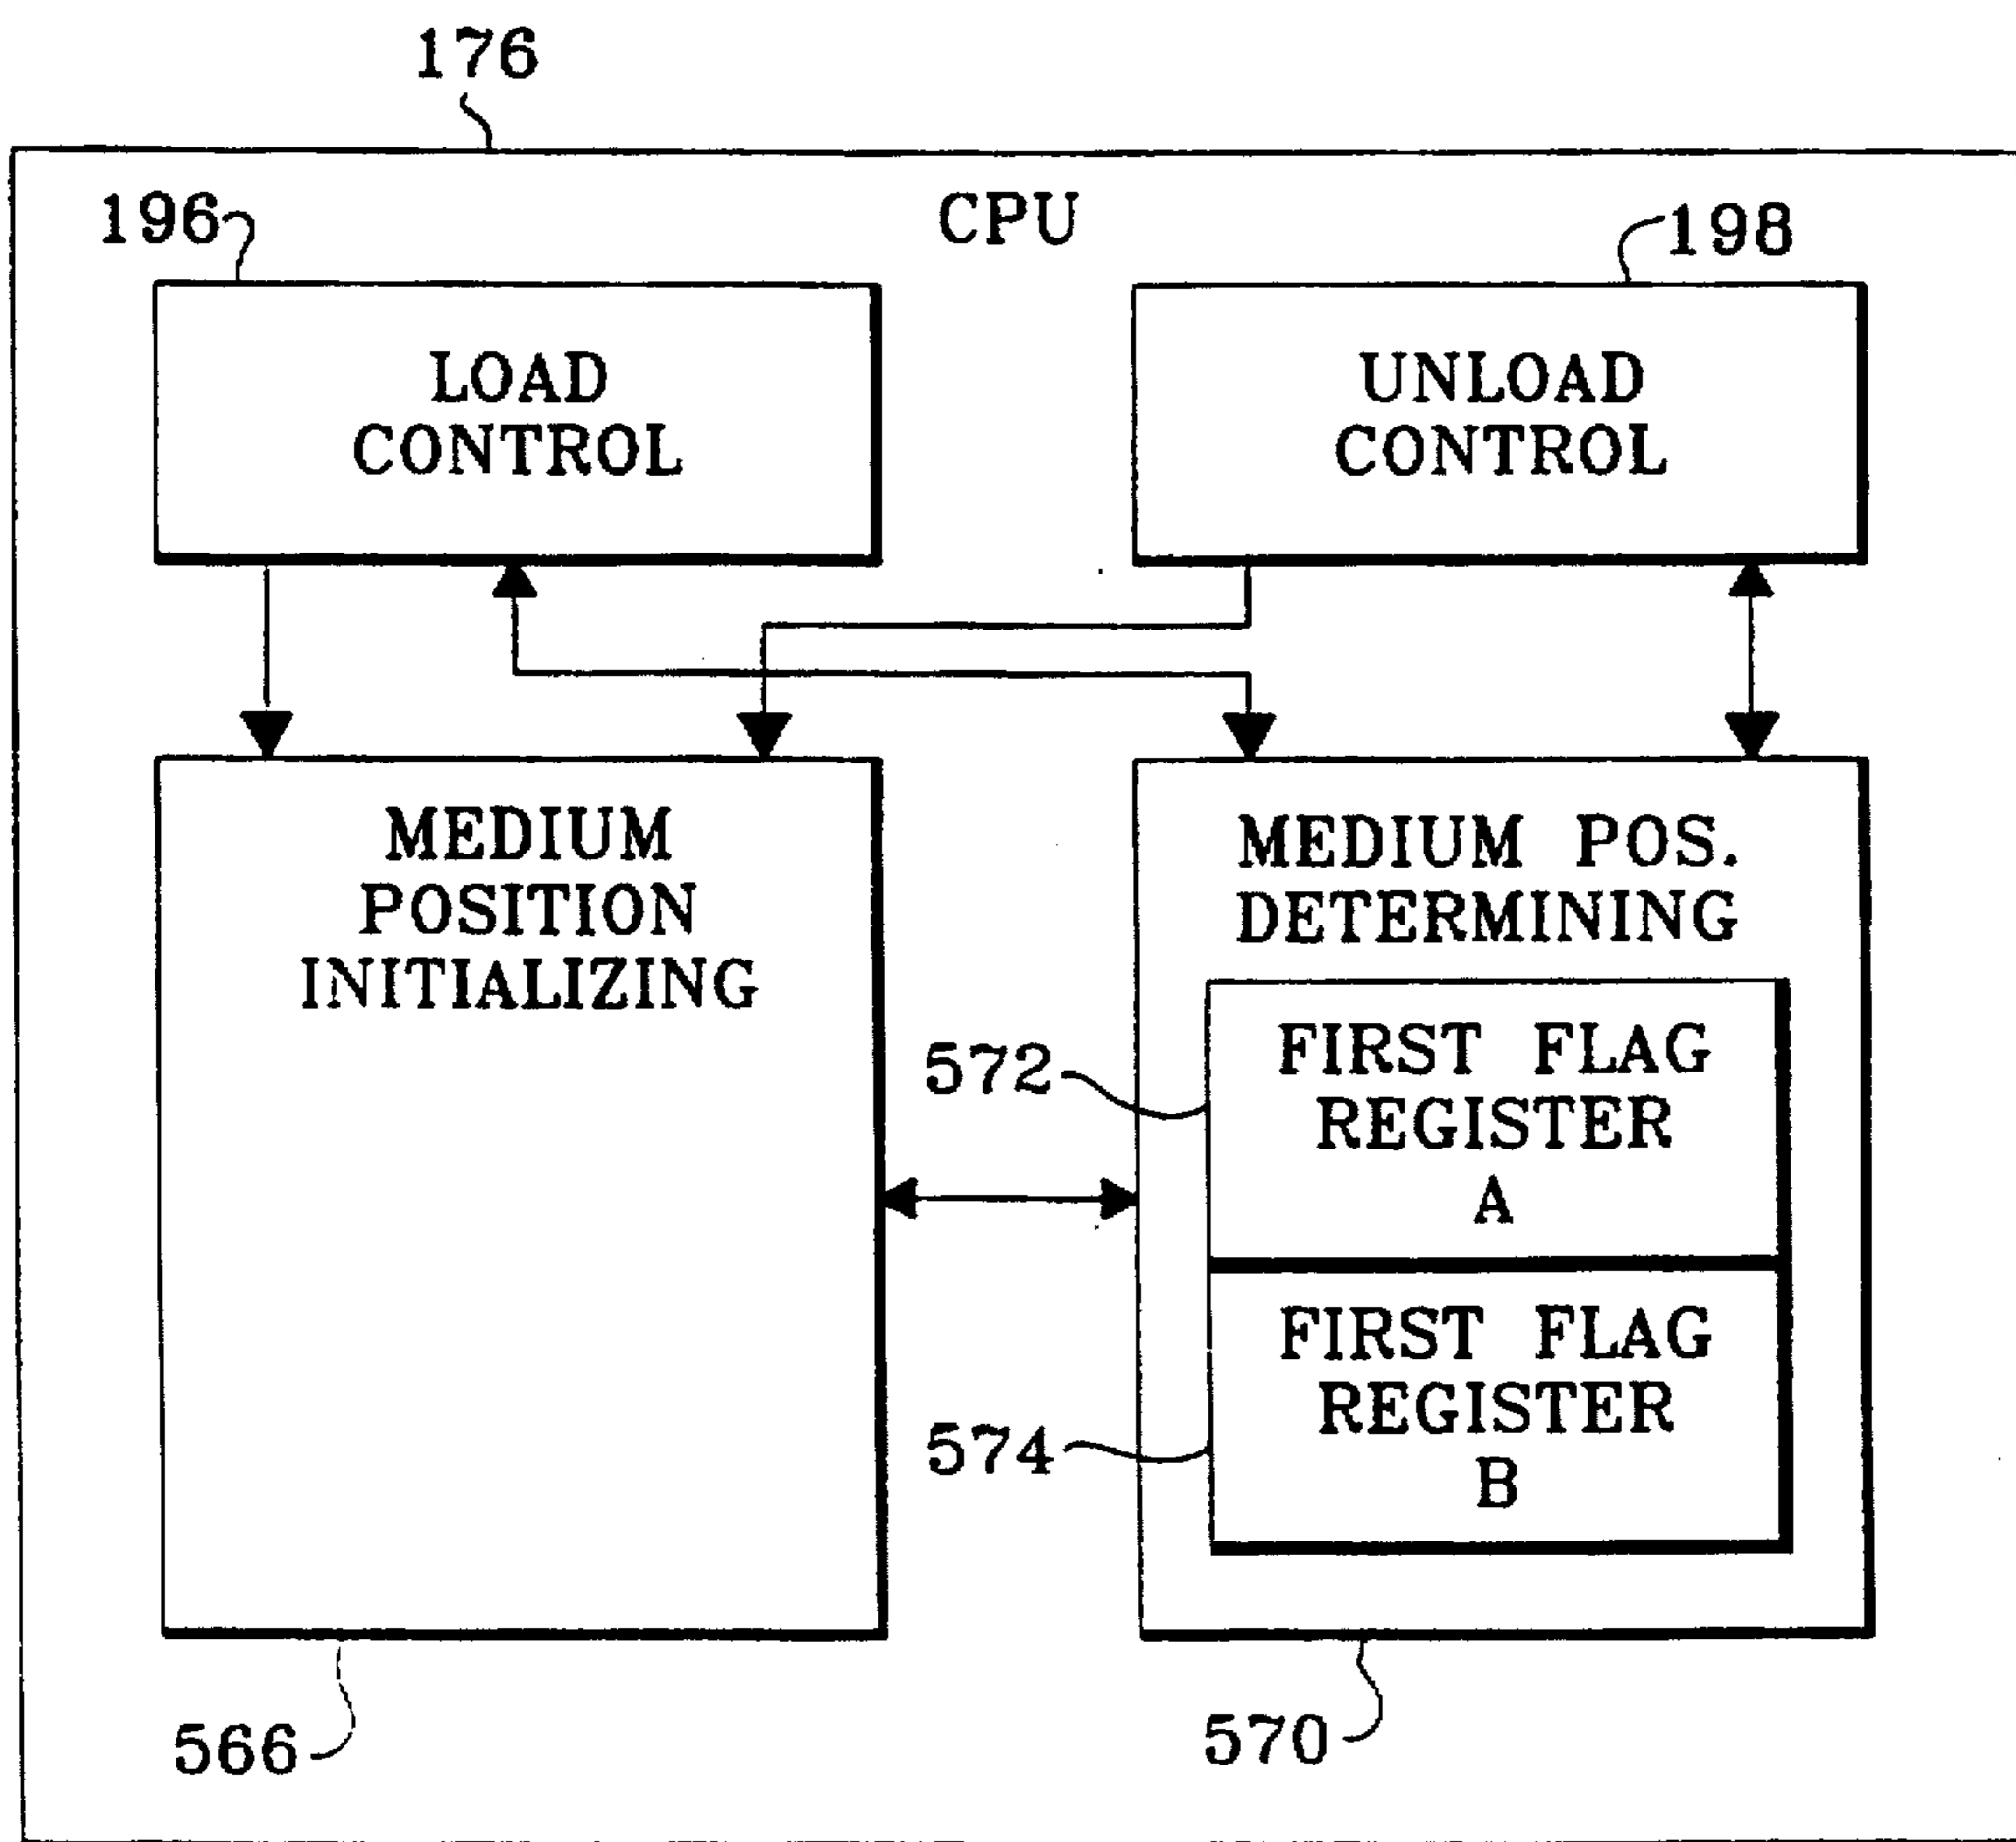 176
CPU
196
198
LOAD
CONTROL
UNLOAD
CONTROL
MEDIUM
POSITION
INITIALIZING
MEDIUM POS.
DETERMINING
572
FIRST FLAG
REGISTER
A
574
FIRST FLAG
REGISTER
B
566
570